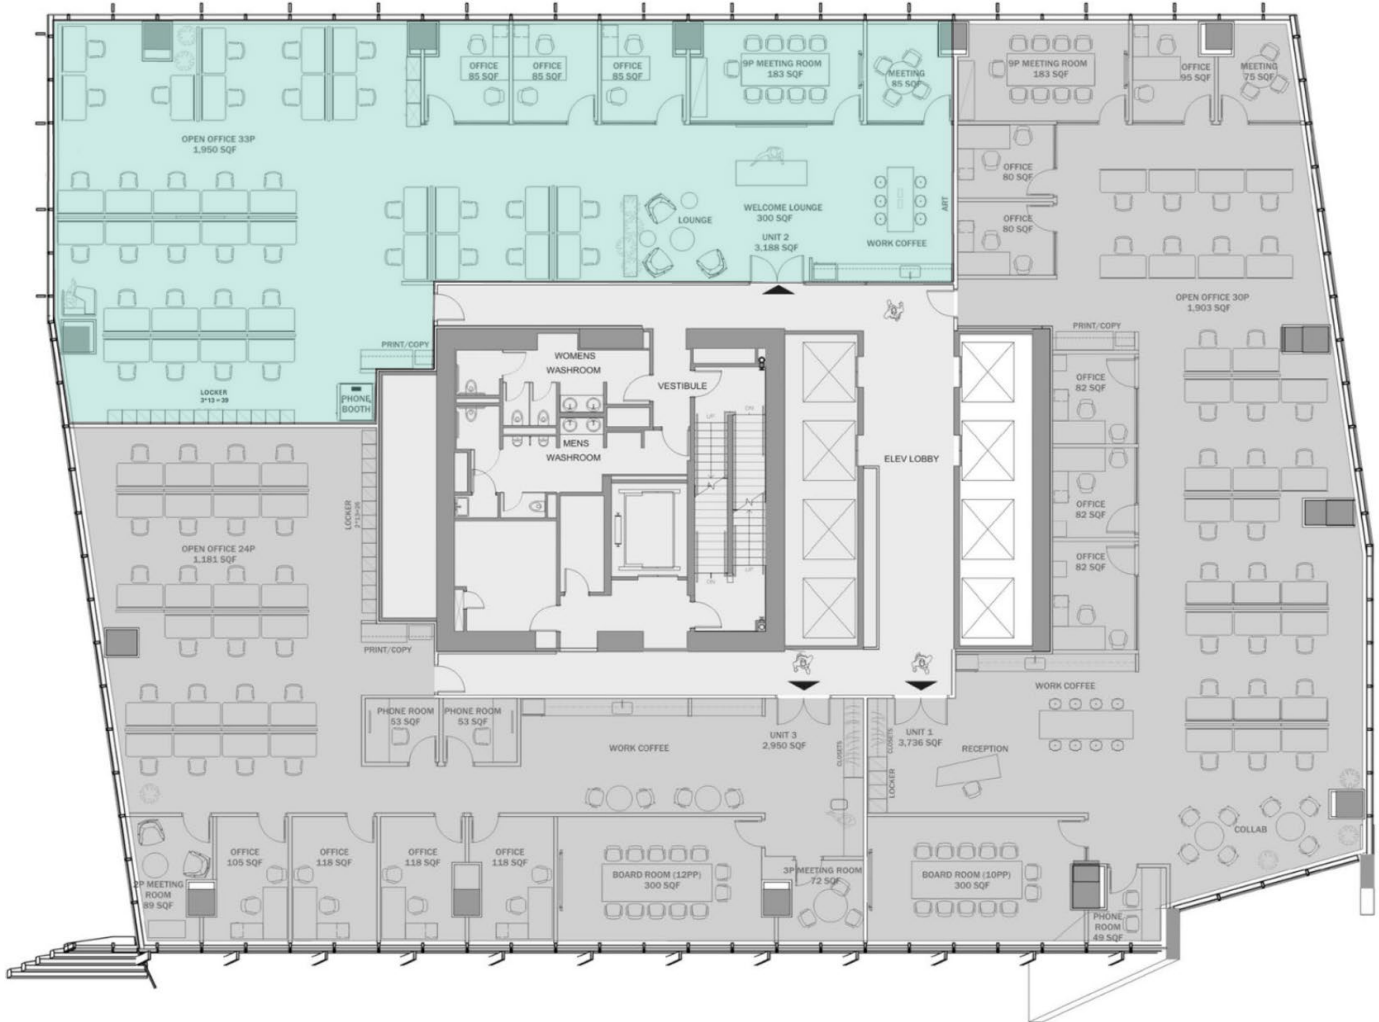 OFFICE
85 SQF
OFFICE
85 SQF
OFFICE
85 SQF
9P MEETING ROOM
183 SQF
MEETING
85 SQF
9P MEETING ROOM
183 SQF
OFFICE
95 SQF
MEETING
75 SQF
OPEN OFFICE 33P
1,950 SQF
OFFICE
80 SQF
OFFICE
80 SQF
LOUNGE
WELCOME LOUNGE
300 SQF
UNIT 2
3,188 SQF
WORK COFFEE
ART
OPEN OFFICE 30P
1,903 SQF
PRINT/COPY
PRINT/COPY
WOMENS
WASHROOM
VESTIBULE
LOCKER
3*13 =39
PHONE
BOOTH
OFFICE
82 SQF
UP
DN
MENS
WASHROOM
ELEV LOBBY
LOCKER
OFFICE
82 SQF
OPEN OFFICE 24P
1,181 SQF
OFFICE
82 SQF
DN
UP
PRINT/COPY
WORK COFFEE
PHONE ROOM
53 SQF
PHONE ROOM
53 SQF
WORK COFFEE
UNIT 3
2,950 SQF
CLOSETS
CLOSETS
LOCKER
UNIT 1
3,736 SQF
RECEPTION
COLLAB
2P MEETING
ROOM
89 SQF
OFFICE
105 SQF
OFFICE
118 SQF
OFFICE
118 SQF
OFFICE
118 SQF
BOARD ROOM (12PP)
300 SQF
3P MEETING ROOM
72 SQF
BOARD ROOM (10PP)
300 SQF
PHONE
ROOM
49 SQF